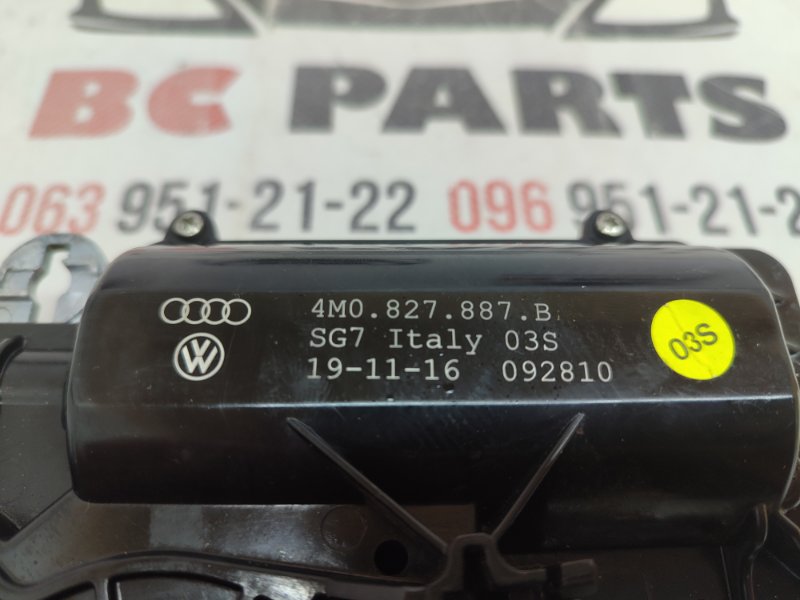 BC PARTS
063 951-21-22 096 951-21-2
4M0.827.887.B
SG7 Italy 03S
19-11-16 092810
03S